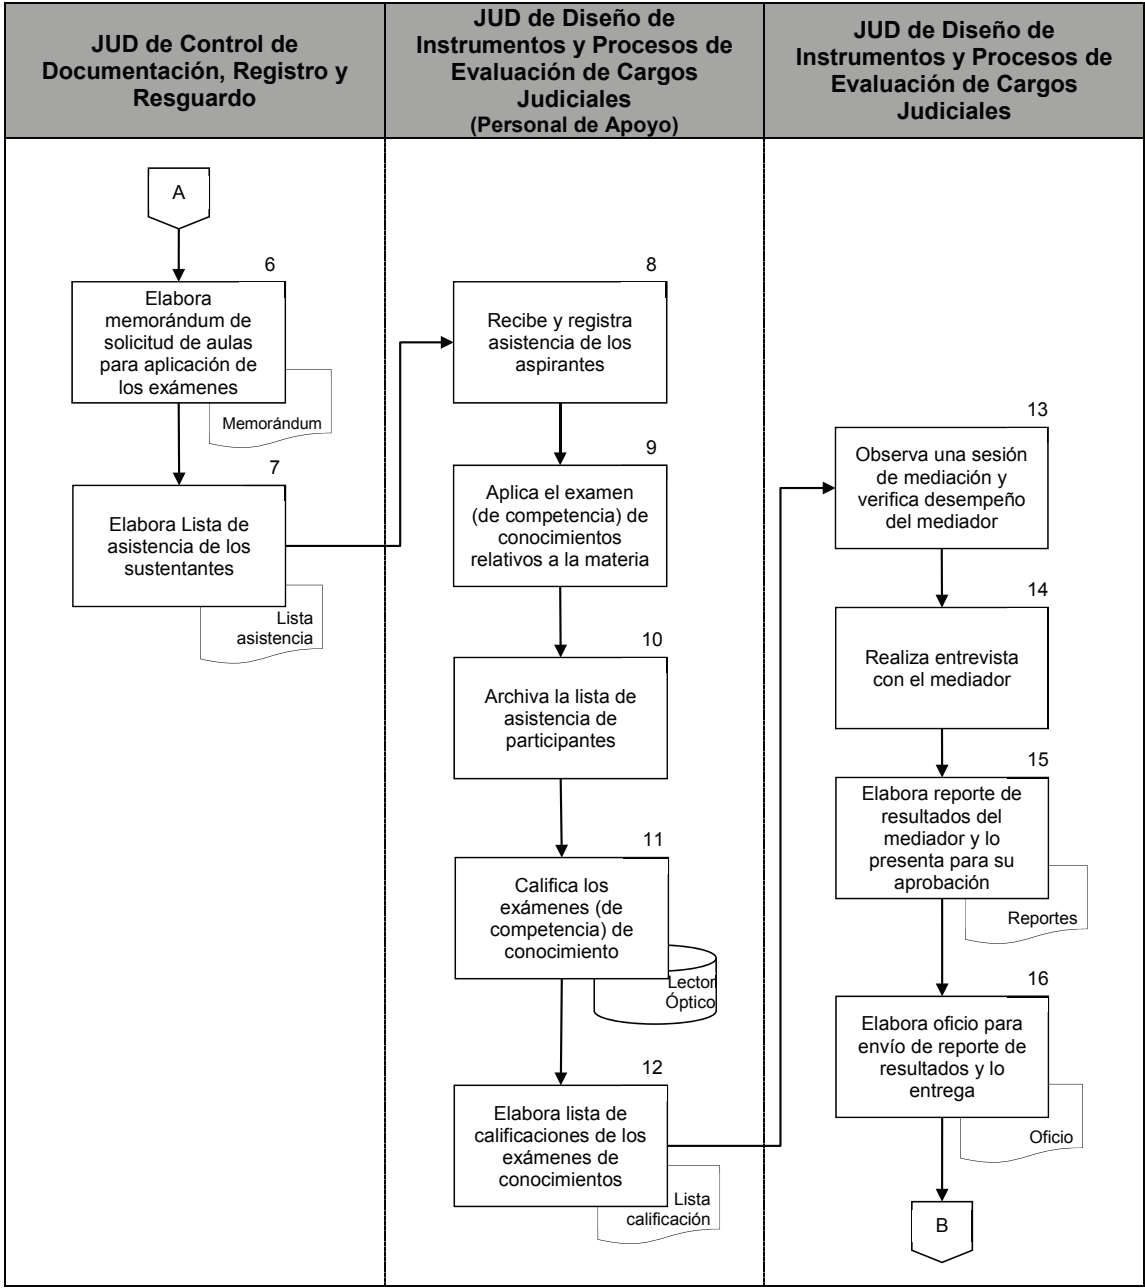 JUD de Control de
Documentación, Registro y
Resguardo
JUD de Diseño de
Instrumentos y Procesos de
Evaluación de Cargos
Judiciales
(Personal de Apoyo)
JUD de Diseño de
Instrumentos y Procesos de
Evaluación de Cargos
Judiciales
A
6
Elabora
memorándum de
solicitud de aulas
para aplicación de
los exámenes
Memorándum
7
Elabora Lista de
asistencia de los
sustentantes
Lista
asistencia
8
Recibe y registra
asistencia de los
aspirantes
9
Aplica el examen
(de competencia) de
conocimientos
relativos a la materia
10
Archiva la lista de
asistencia de
participantes
11
Califica los
exámenes (de
competencia) de
conocimiento
Lector
Óptico
12
Elabora lista de
calificaciones de los
exámenes de
conocimientos
Lista
calificación
13
Observa una sesión
de mediación y
verifica desempeño
del mediador
14
Realiza entrevista
con el mediador
15
Elabora reporte de
resultados del
mediador y lo
presenta para su
aprobación
Reportes
16
Elabora oficio para
envío de reporte de
resultados y lo
entrega
Oficio
B